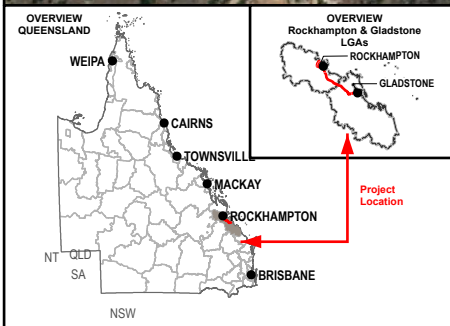 OVERVIEW
QUEENSLAND
WEIPA
CAIRNS
TOWNSVILLE
MACKAY
ROCKHAMPTON
BRISBANE
NT
QLD
SA
NSW
OVERVIEW
Rockhampton & Gladstone
LGAs
ROCKHAMPTON
GLADSTONE
Project
Location